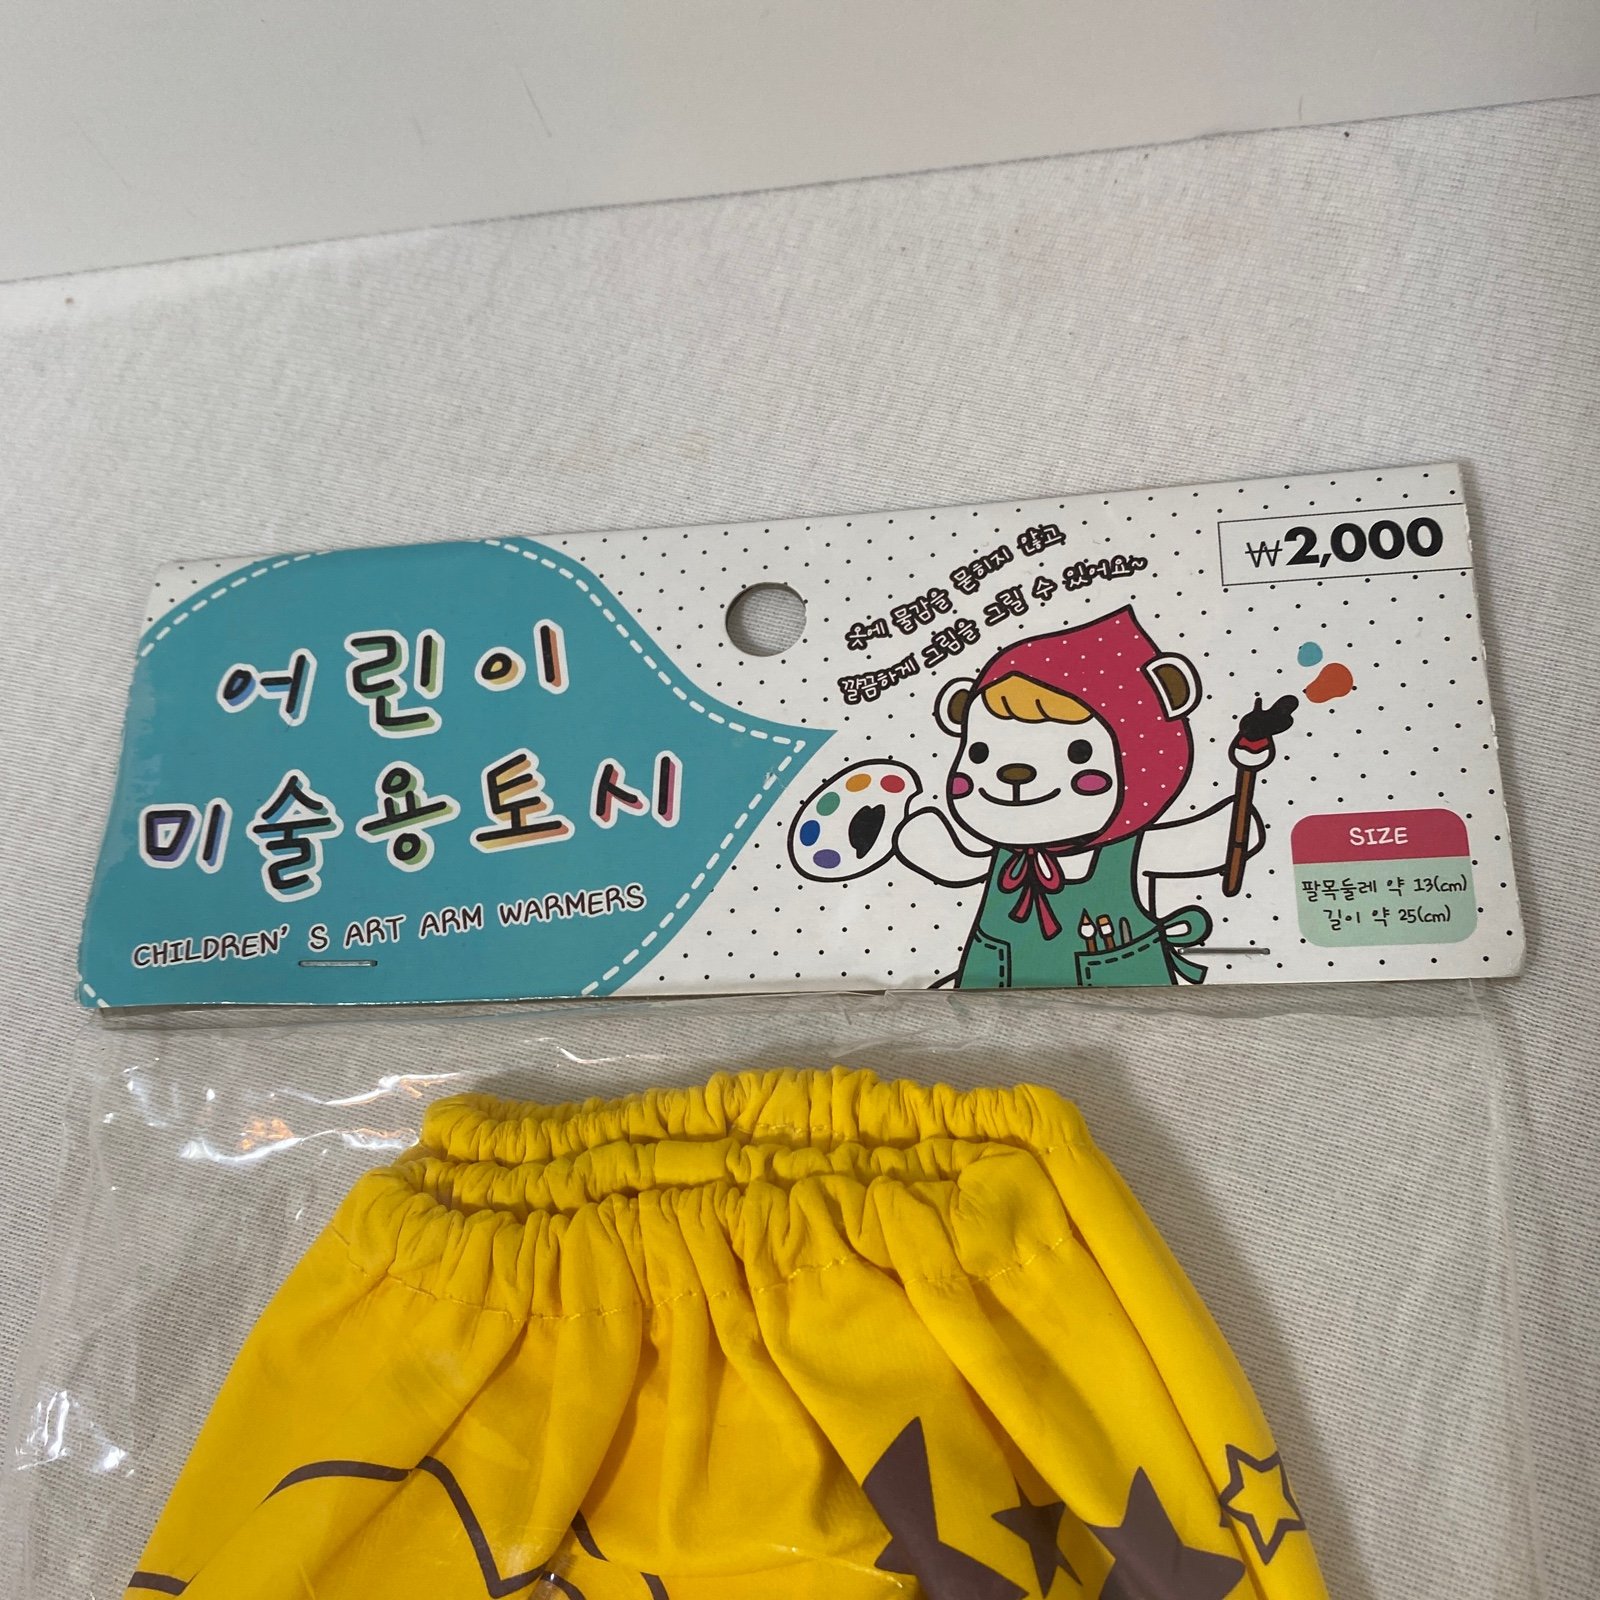 어린이
미술용토시
CHILDREN' S ART ARM WARMERS
옷에 물감을 묻히지 않고
깔끔하게 그림을 그릴 수 있어요~
₩2,000
SIZE
팔목둘레 약 13(cm)
길이 약 25(cm)